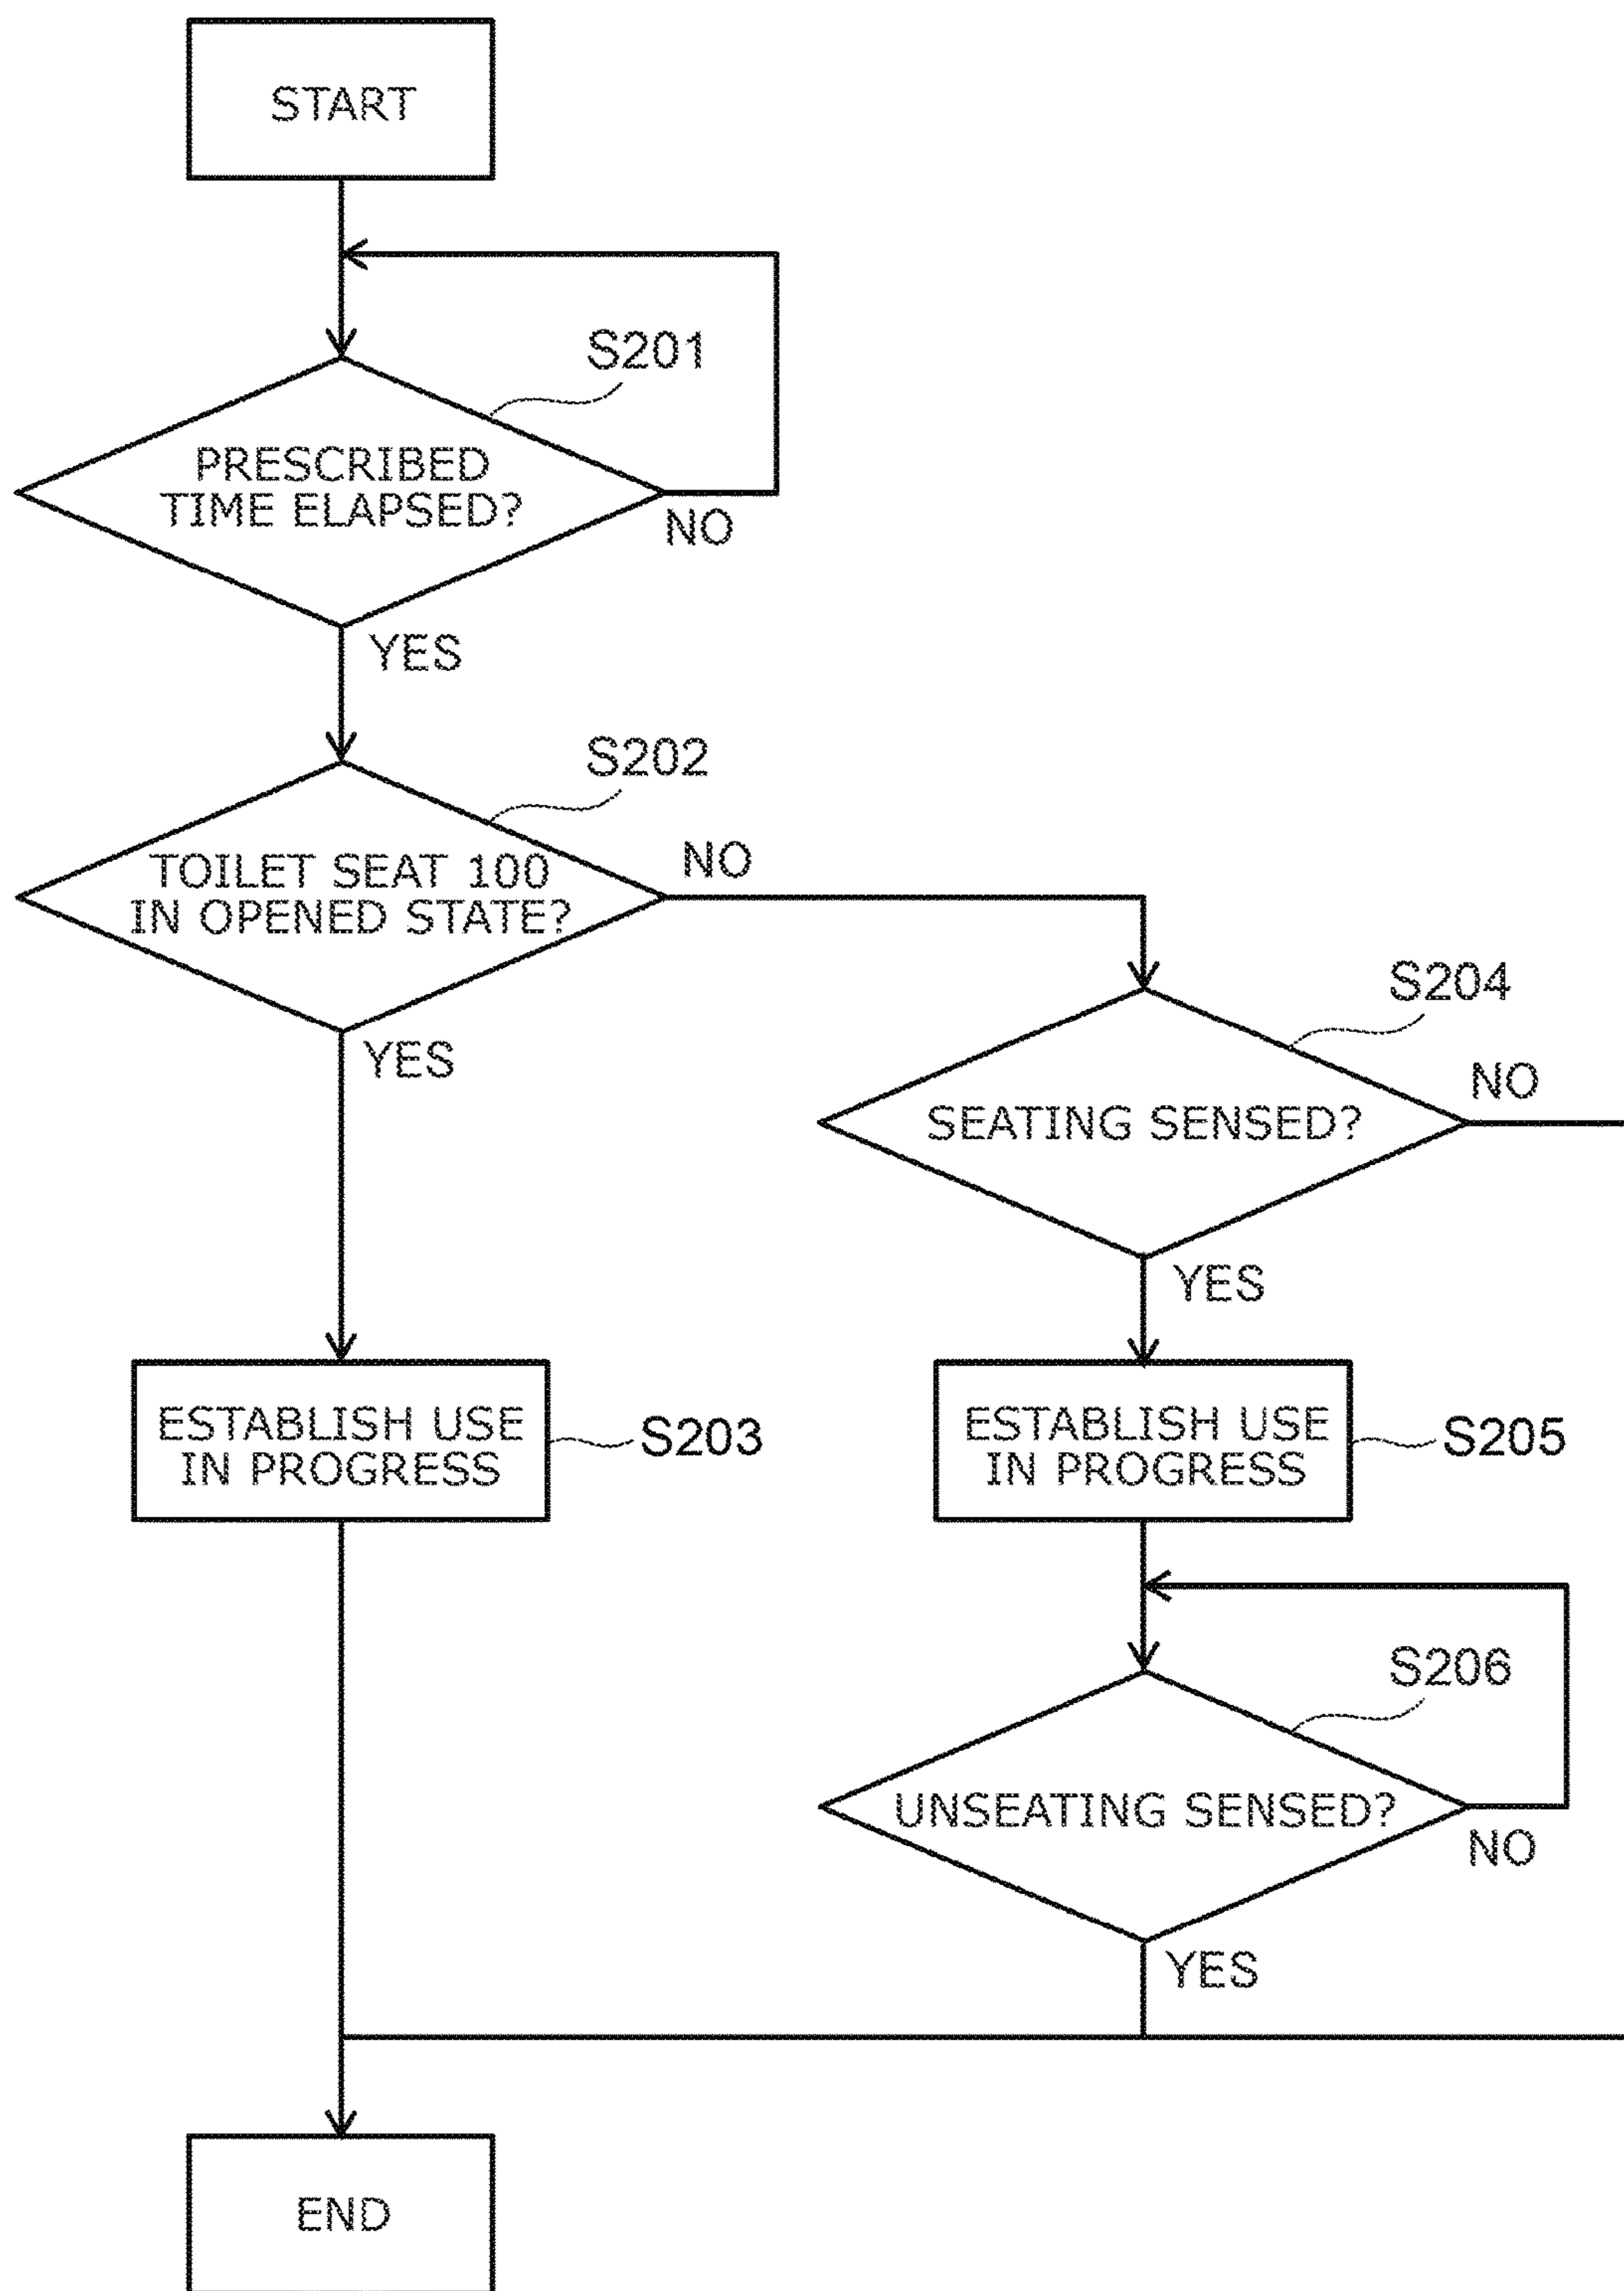 START
S201
PRESCRIBED
TIME ELAPSED?
NO
YES
S202
TOILET SEAT 100
IN OPENED STATE?
NO
YES
S204
SEATING SENSED?
NO
YES
ESTABLISH USE
IN PROGRESS
S203
ESTABLISH USE
IN PROGRESS
S205
S206
UNSEATING SENSED?
NO
YES
END